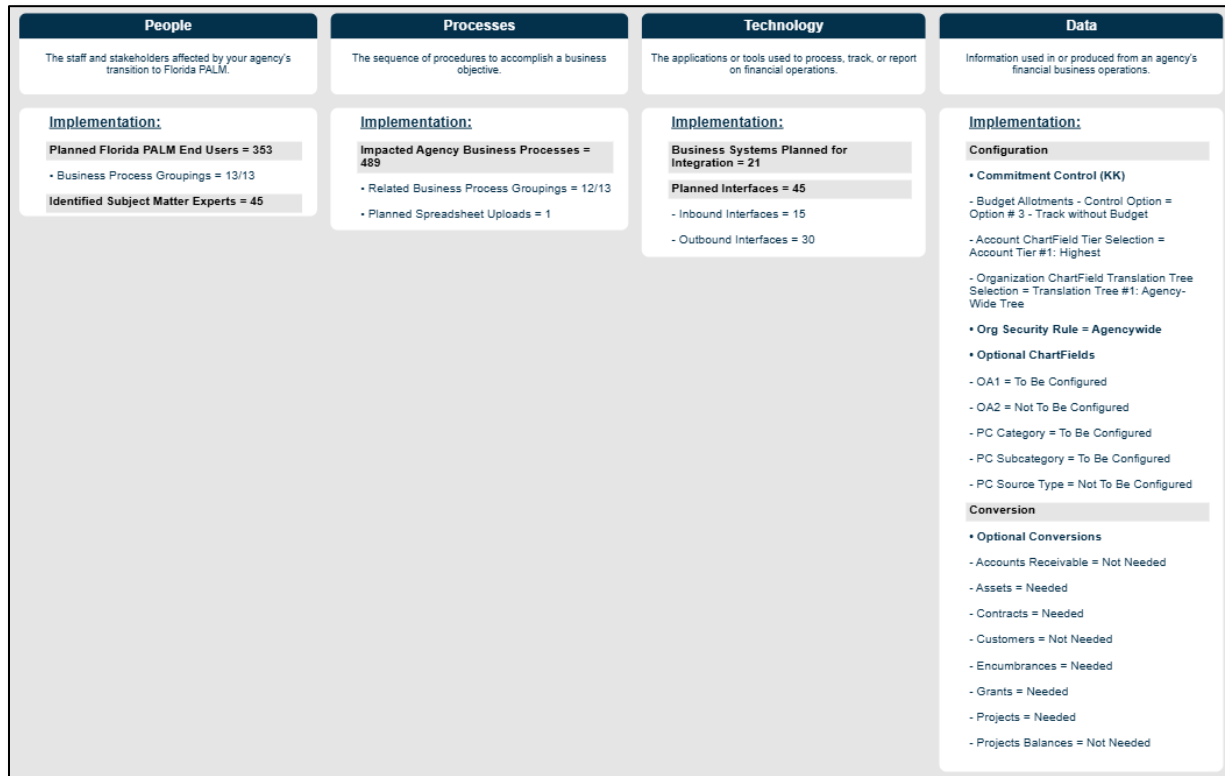 People
The staff and stakeholders affected by your agency's
transition to Florida PALM.
Implementation:
Planned Florida PALM End Users = 353
• Business Process Groupings = 13/13
Identified Subject Matter Experts = 45
Processes
The sequence of procedures to accomplish a business
objective.
Implementation:
Impacted Agency Business Processes =
489
• Related Business Process Groupings = 12/13
• Planned Spreadsheet Uploads = 1
Technology
The applications or tools used to process, track, or report
on financial operations.
Implementation:
Business Systems Planned for
Integration = 21
Planned Interfaces = 45
- Inbound Interfaces = 15
- Outbound Interfaces = 30
Data
Information used in or produced from an agency's
financial business operations.
Implementation:
Configuration
• Commitment Control (KK)
- Budget Allotments - Control Option =
Option # 3 - Track without Budget
- Account ChartField Tier Selection =
Account Tier #1: Highest
- Organization ChartField Translation Tree
Selection = Translation Tree #1: Agency-
Wide Tree
• Org Security Rule = Agencywide
• Optional ChartFields
- OA1 = To Be Configured
- OA2 = Not To Be Configured
- PC Category = To Be Configured
- PC Subcategory = To Be Configured
- PC Source Type = Not To Be Configured
Conversion
• Optional Conversions
- Accounts Receivable = Not Needed
- Assets = Needed
- Contracts = Needed
- Customers = Not Needed
- Encumbrances = Needed
- Grants = Needed
- Projects = Needed
- Projects Balances = Not Needed